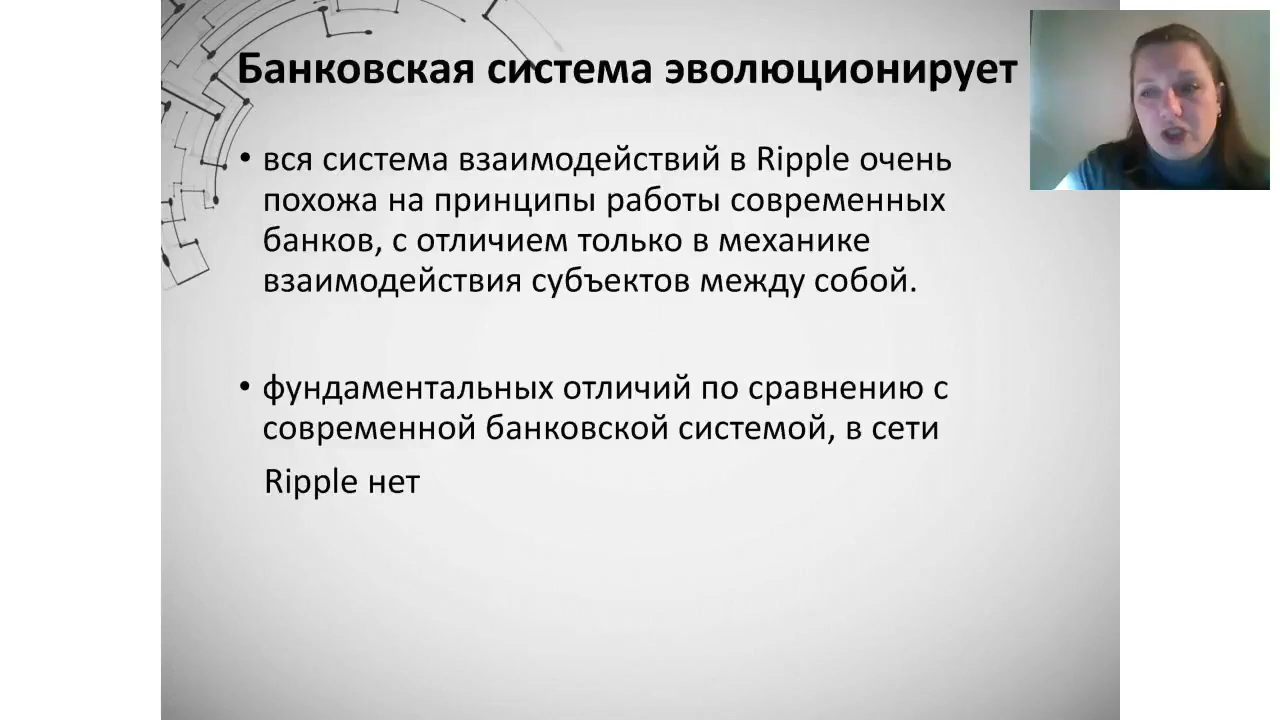 Банковская система эволюционирует
• вся система взаимодействий в Ripple очень
похожа на принципы работы современных
банков, с отличием только в механике
взаимодействия субъектов между собой.
• фундаментальных отличий по сравнению с
современной банковской системой, в сети
Ripple нет